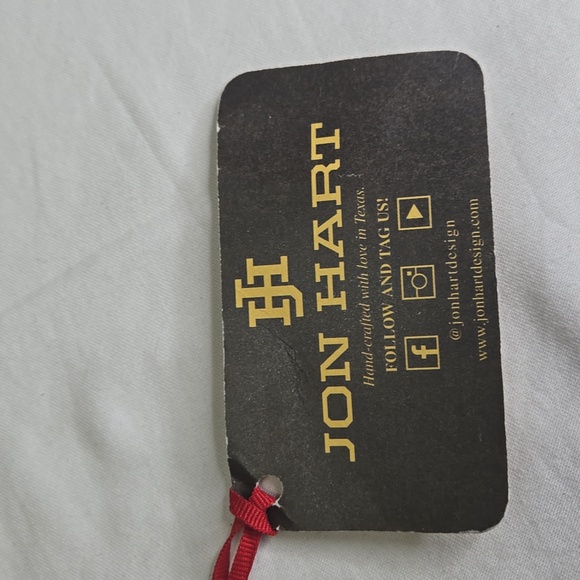 JH
JON HART
Hand-crafted with love in Texas.
FOLLOW AND TAG US!
f
@jonhartdesign
www.jonhartdesign.com